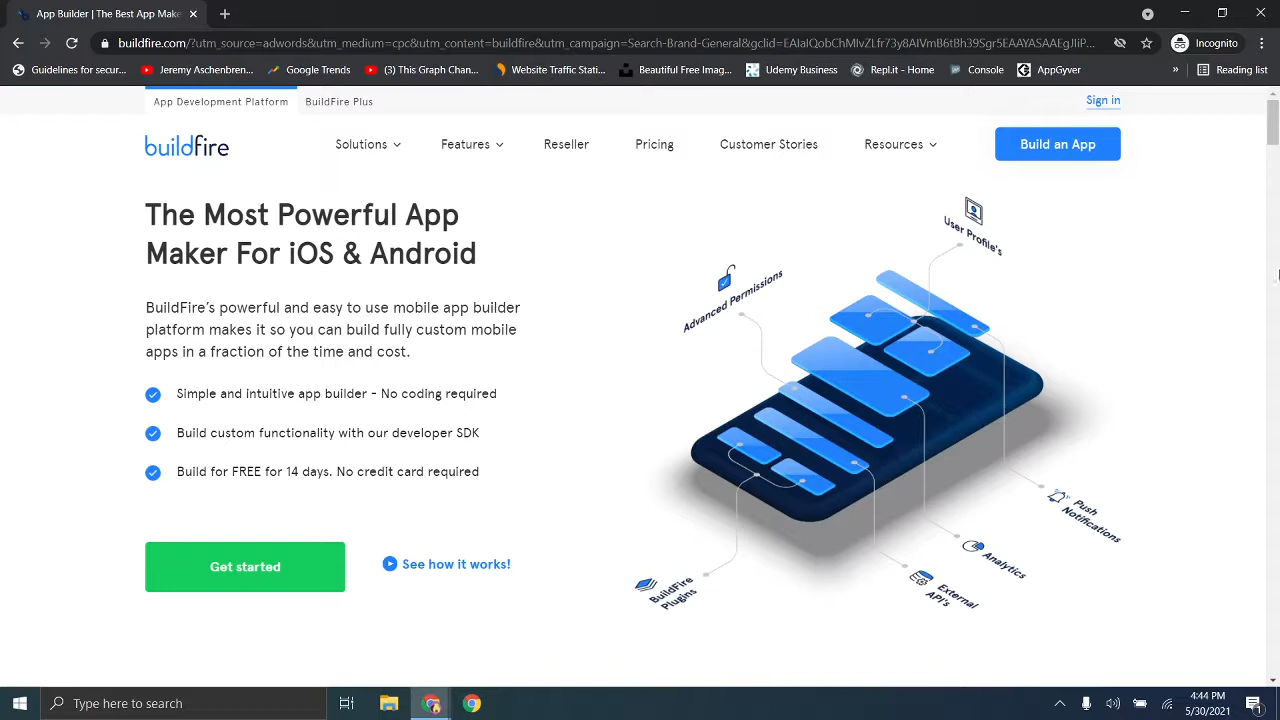 App Development Platform | The Best App Make
buildfire.com/?utm_source=adwords&utm_medium=cpc&utm_content=buildfire&utm_campaign=Search-Brand-General&gclid=
Incognito
Guidelines for secur...
Jeremy Aschenbren...
Google Trends
(3) This Graph Chan...
Website Traffic Stati...
Beautiful Free Imag...
Udemy Business
Repl.it - Home
Console
AppGyver
»
Reading list
App Development Platform
BuildFire Plus
Sign in
buildfire
Solutions
Features
Reseller
Pricing
Customer Stories
Resources
Build an App
The Most Powerful App
Maker For iOS & Android
BuildFire’s powerful and easy to use mobile app builder
platform makes it so you can build fully custom mobile
apps in a fraction of the time and cost.
Simple and intuitive app builder - No coding required
Build custom functionality with our developer SDK
Build for FREE for 14 days. No credit card required
Get started
See how it works!
User Profile's
Advanced Permissions
Push
Notifications
Analytics
External
API's
BuildFire
Plugins
Type here to search
4:44 PM
5/30/2021